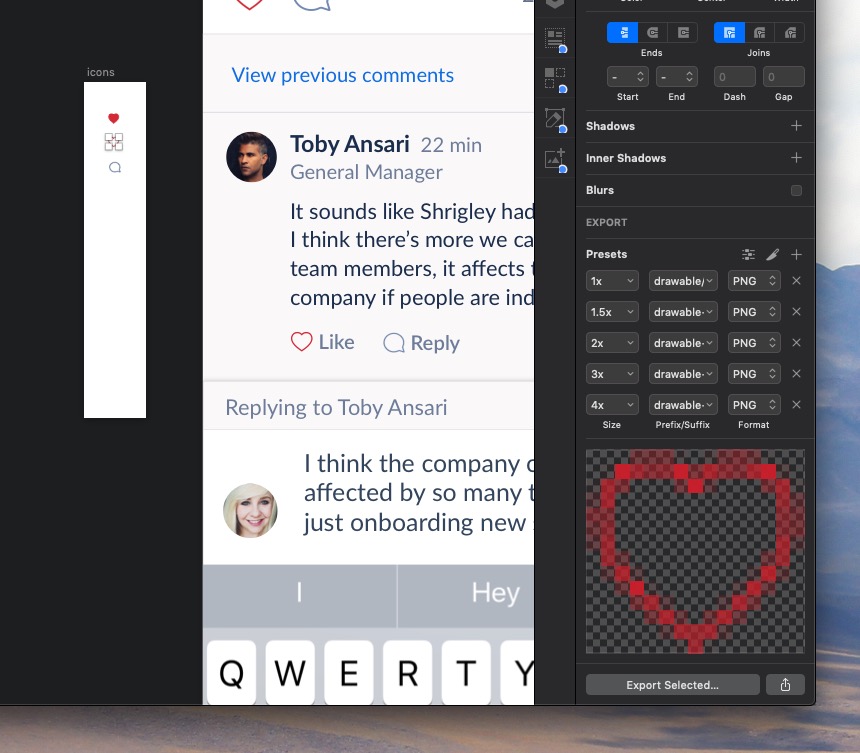 icons
View previous comments
Toby Ansari 22 min
General Manager
It sounds like Shrigley had
I think there’s more we ca
team members, it affects
company if people are ind
Like Reply
Replying to Toby Ansari
I think the company
affected by so many
just onboarding new
I Hey
Q W E R T Y
Center Width
Ends Joins
- - 0 0
Start End Dash Gap
Shadows
Inner Shadows
Blurs
EXPORT
Presets
1x drawable/ PNG
1.5x drawable- PNG
2x drawable- PNG
3x drawable- PNG
4x drawable- PNG
Size Prefix/Suffix Format
Export Selected...